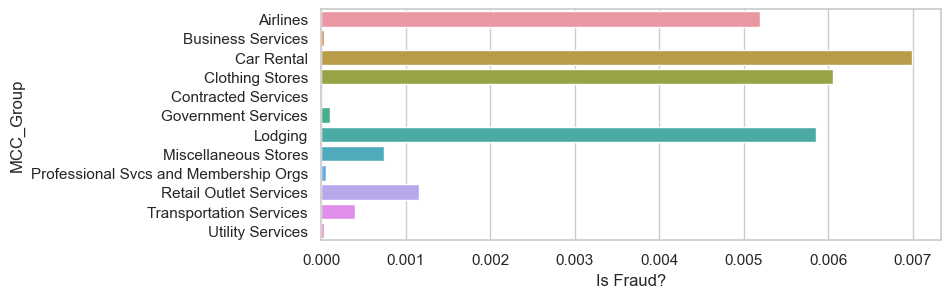 MCC_Group
Airlines
Business Services
Car Rental
Clothing Stores
Contracted Services
Government Services
Lodging
Miscellaneous Stores
Professional Svcs and Membership Orgs
Retail Outlet Services
Transportation Services
Utility Services
0.000 0.001 0.002 0.003 0.004 0.005 0.006 0.007
Is Fraud?